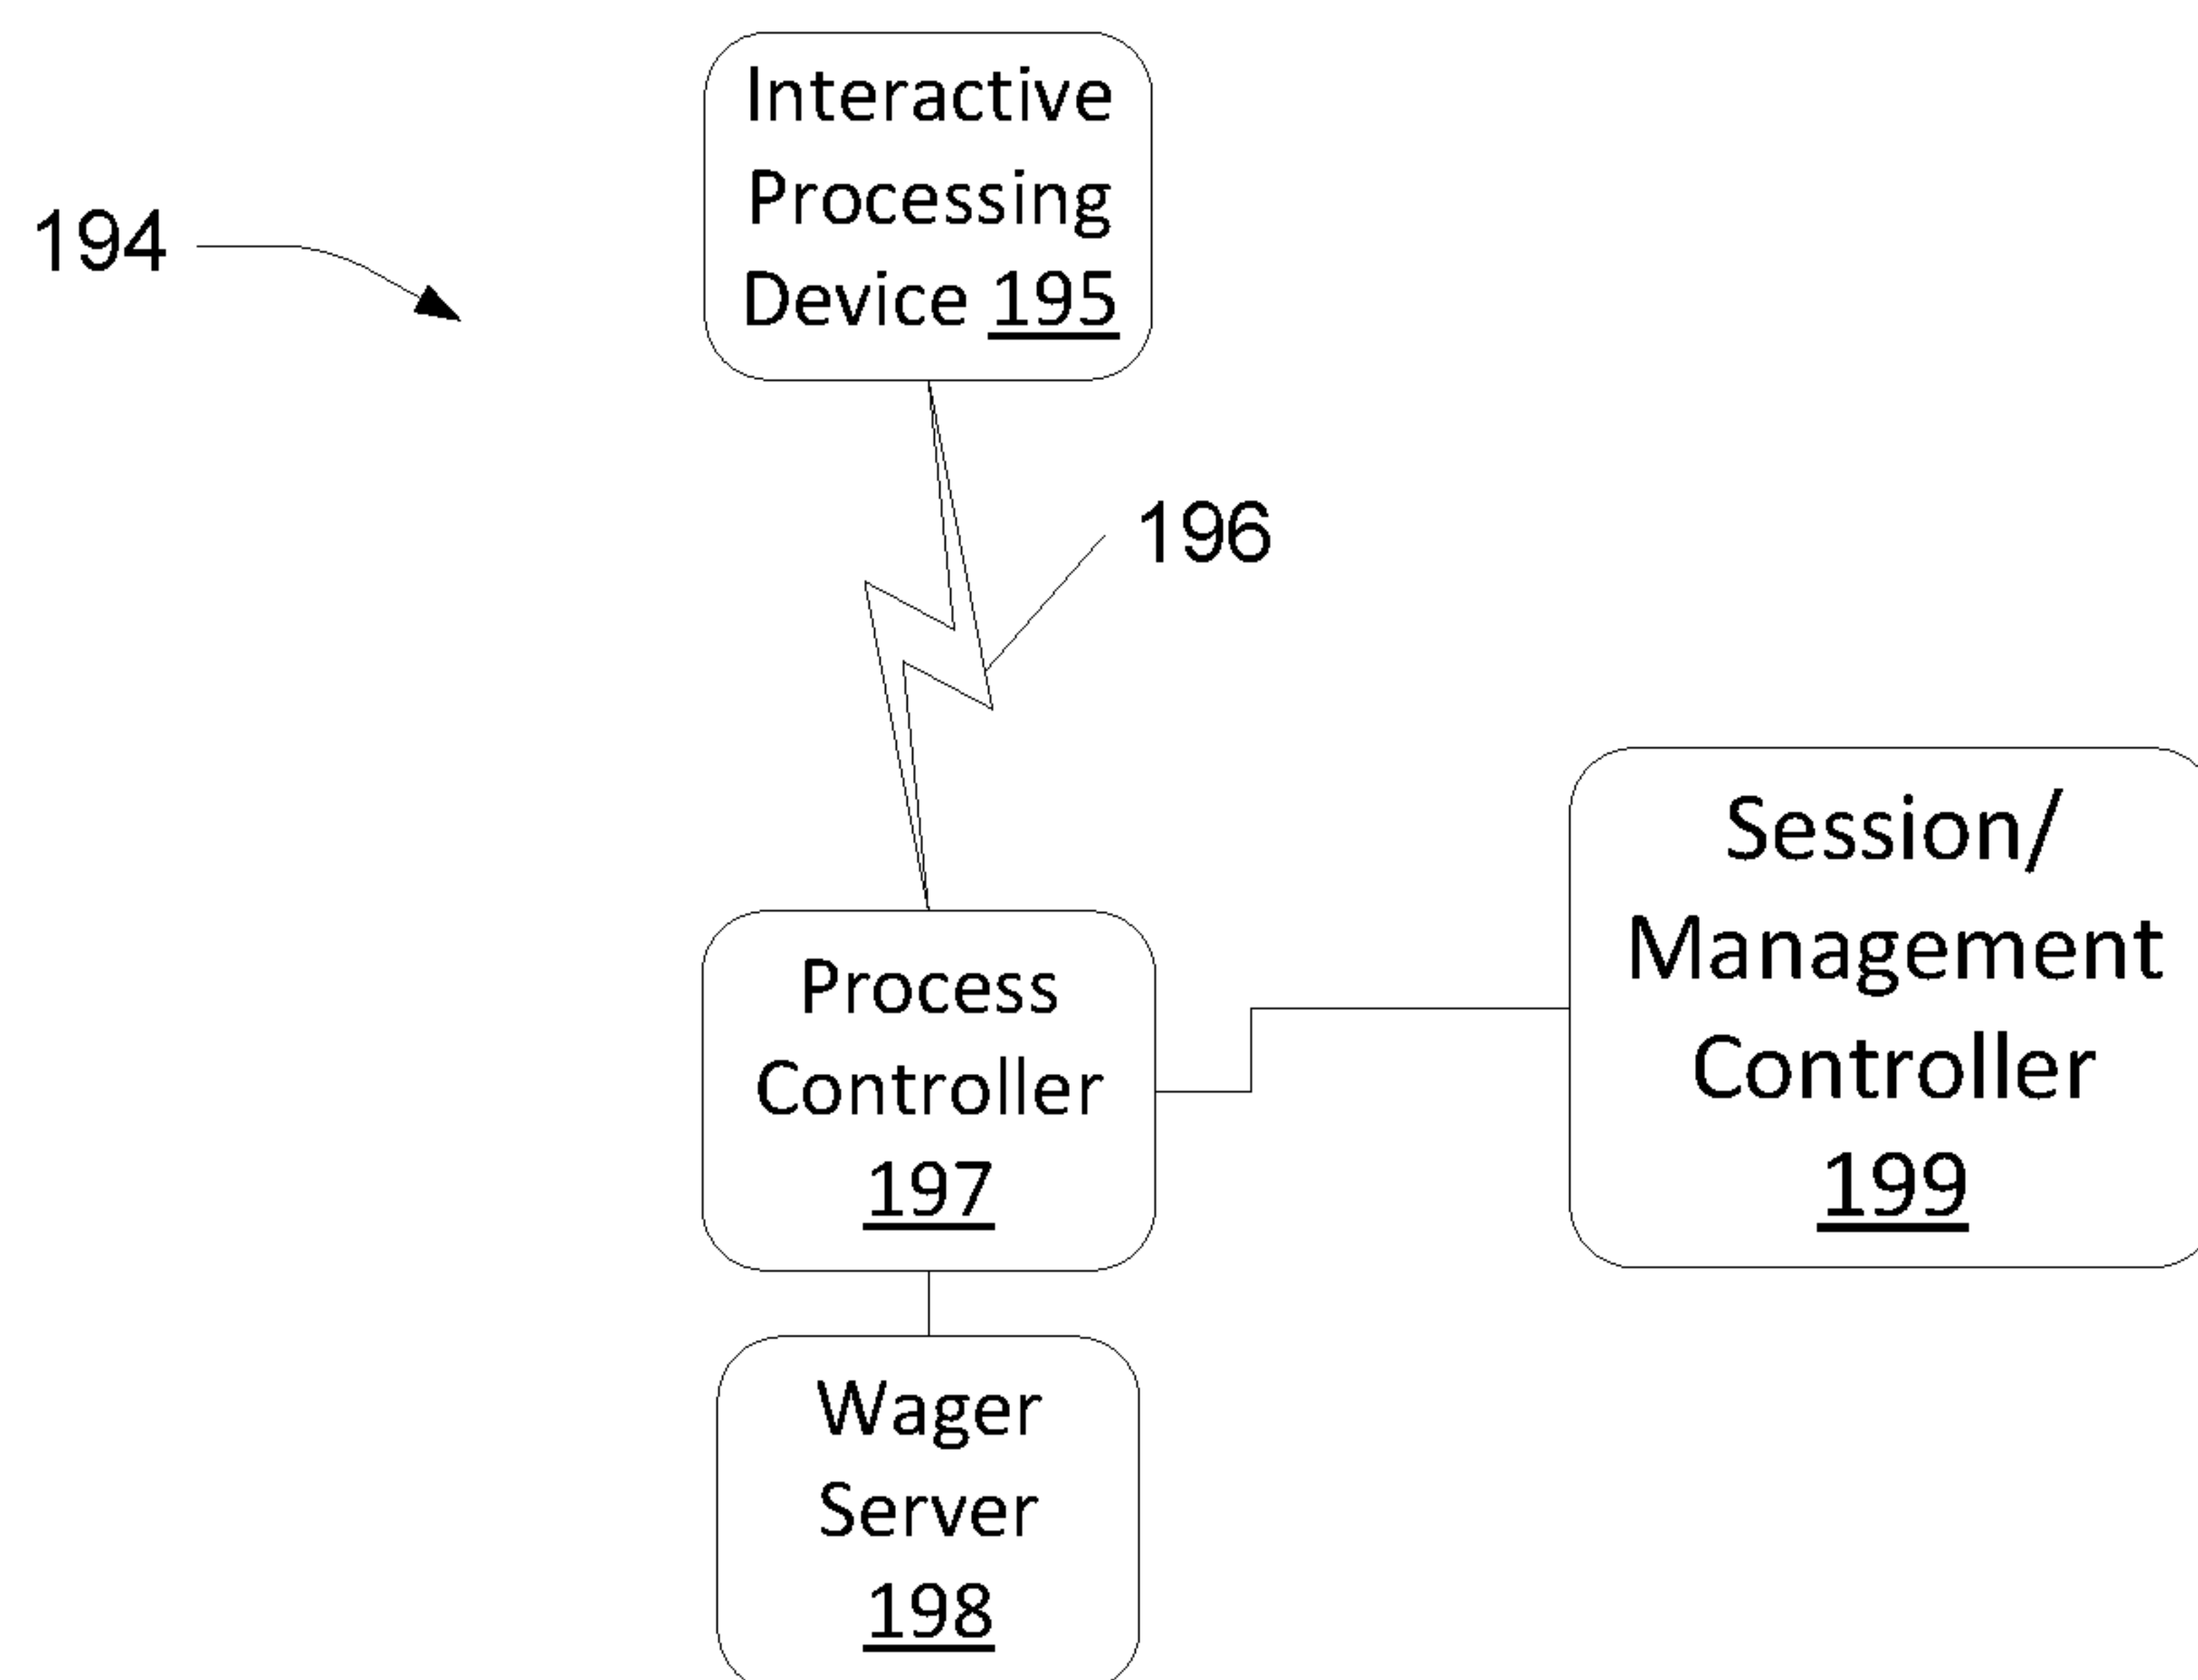 Interactive
Processing
Device 195
194
196
Process
Controller
197
Session/
Management
Controller
199
Wager
Server
198